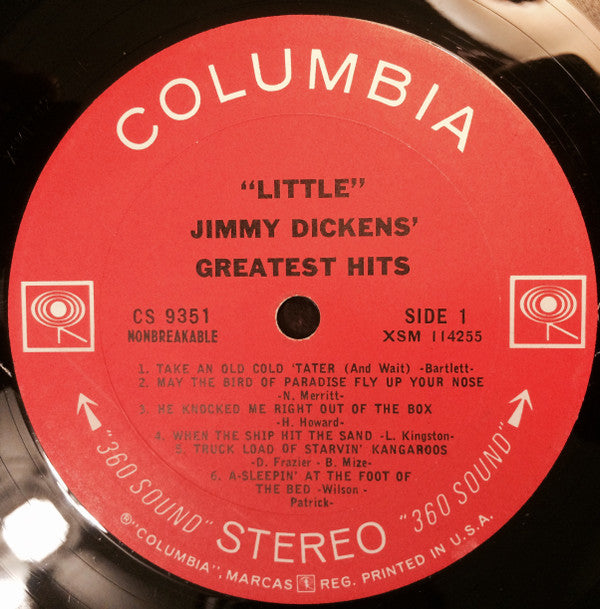 COLUMBIA
"LITTLE"
JIMMY DICKENS'
GREATEST HITS
CS 9351
NONBREAKABLE
SIDE 1
XSM 114255
1. TAKE AN OLD COLD 'TATER (And Wait) -Bartlett-
2. MAY THE BIRD OF PARADISE FLY UP YOUR NOSE
-N. Merritt-
3. HE KNOCKED ME RIGHT OUT OF THE BOX
-H. Howard-
4. WHEN THE SHIP HIT THE SAND -L. Kingston-
5. TRUCK LOAD OF STARVIN' KANGAROOS
-D. Frazier - B. Mize-
6. A-SLEEPIN' AT THE FOOT OF
THE BED -Wilson -
Patrick-
"360 SOUND" STEREO "360 SOUND"
®"COLUMBIA", MARCAS REG. PRINTED IN U.S.A.